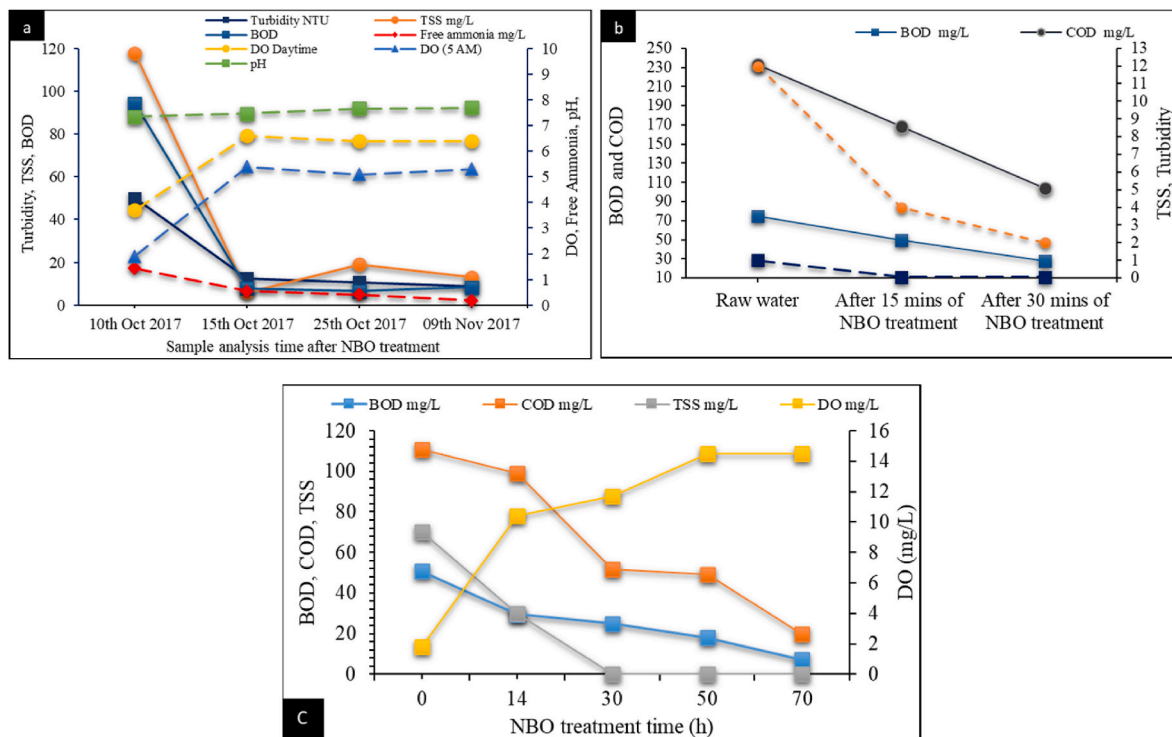 a
Turbidity NTU
TSS mg/L
BOD
Free ammonia mg/L
DO Daytime
DO (5 AM)
pH
Turbidity, TSS, BOD
120
100
80
60
40
20
0
10
9
8
7
6
5
4
3
2
1
0
DO, Free Ammonia, pH,
10th Oct 2017 15th Oct 2017 25th Oct 2017 09th Nov 2017
Sample analysis time after NBO treatment
b
BOD mg/L
COD mg/L
BOD and COD
250
230
210
190
170
150
130
110
90
70
50
30
10
13
12
11
10
9
8
7
6
5
4
3
2
1
0
TSS, Turbidity
Raw water After 15 mins of After 30 mins of
NBO treatment NBO treatment
BOD mg/L COD mg/L TSS mg/L DO mg/L
BOD, COD, TSS
120
100
80
60
40
20
0
16
14
12
10
8
6
4
2
0
DO (mg/L)
0 14 30 50 70
NBO treatment time (h)
C